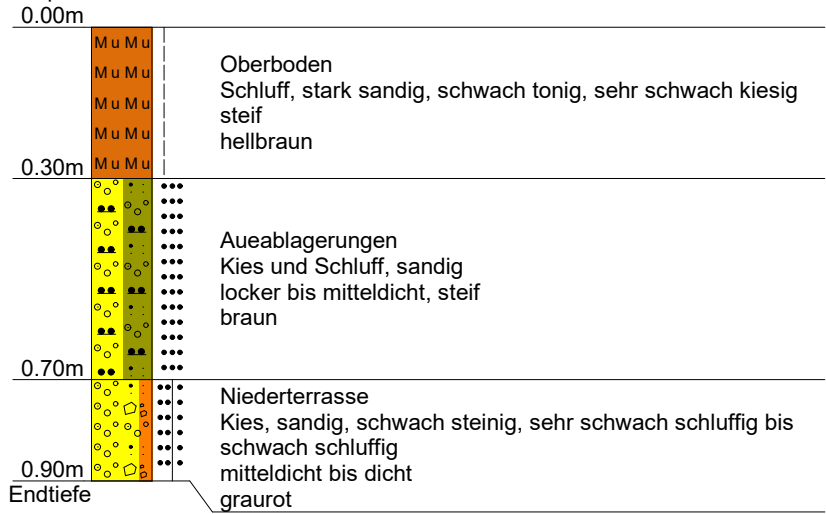 0.00m
Mu Mu
Mu Mu
Mu Mu
Mu Mu
Mu Mu
Oberboden
Schluff, stark sandig, schwach tonig, sehr schwach kiesig
steif
hellbraun
0.30m
Aueablagerungen
Kies und Schluff, sandig
locker bis mitteldicht, steif
braun
0.70m
Niederterrasse
Kies, sandig, schwach steinig, sehr schwach schluffig bis
schwach schluffig
mitteldicht bis dicht
graurot
0.90m
Endtiefe